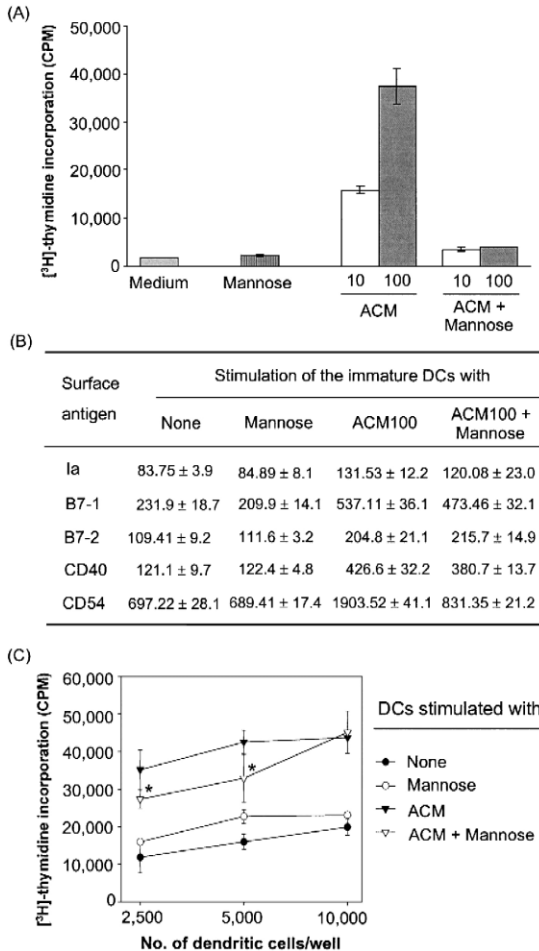 (A)
[³H]-thymidine incorporation (CPM)
50,000
40,000
30,000
20,000
10,000
0
Medium
Mannose
10 100
ACM
10 100
ACM +
Mannose
(B)
Surface
antigen
Stimulation of the immature DCs with
None Mannose ACM100 ACM100 +
Mannose
Ia 83.75 ± 3.9 84.89 ± 8.1 131.53 ± 12.2 120.08 ± 23.0
B7-1 231.9 ± 18.7 209.9 ± 14.1 537.11 ± 36.1 473.46 ± 32.1
B7-2 109.41 ± 9.2 111.6 ± 3.2 204.8 ± 21.1 215.7 ± 14.9
CD40 121.1 ± 9.7 122.4 ± 4.8 426.6 ± 32.2 380.7 ± 13.7
CD54 697.22 ± 28.1 689.41 ± 17.4 1903.52 ± 41.1 831.35 ± 21.2
(C)
[³H]-thymidine incorporation (CPM)
60,000
50,000
40,000
30,000
20,000
10,000
0
* *
2,500 5,000 10,000
No. of dendritic cells/well
DCs stimulated with
None
Mannose
ACM
ACM + Mannose